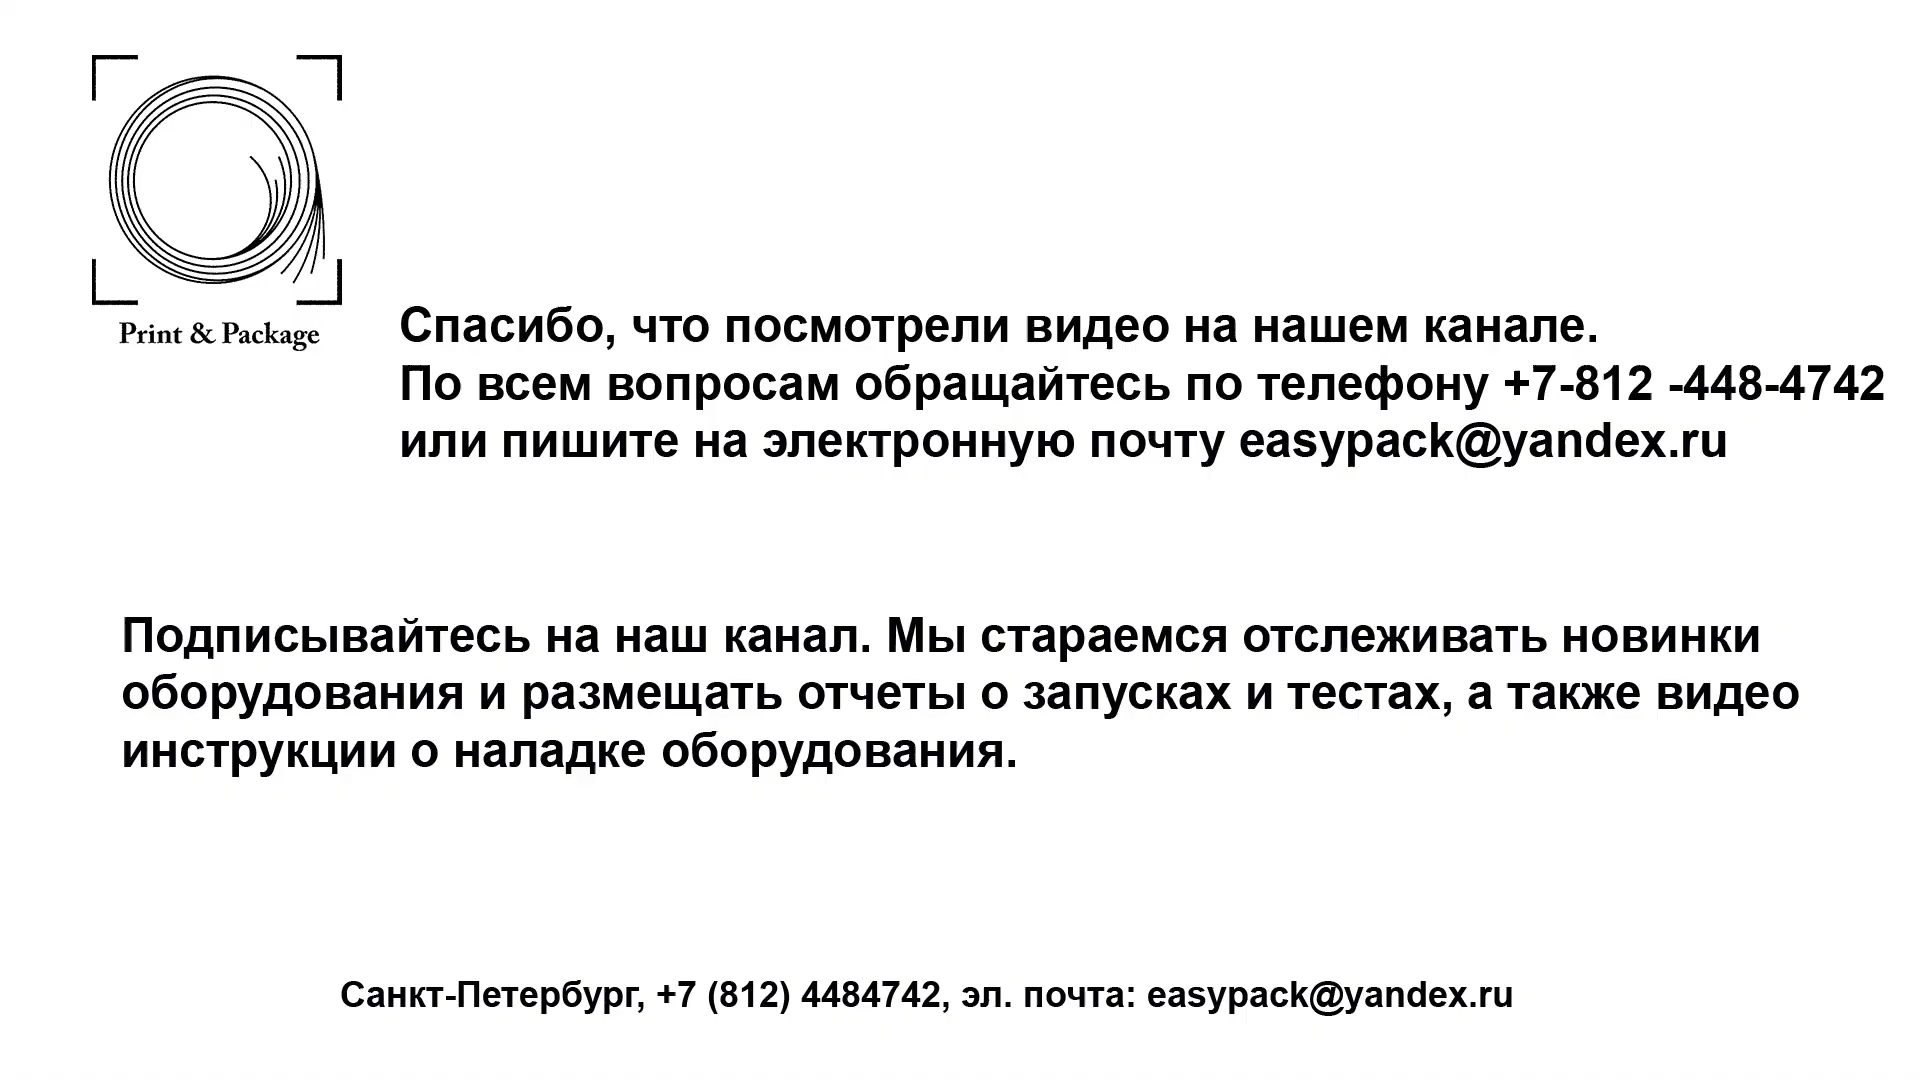 Print & Package
Спасибо, что посмотрели видео на нашем канале.
По всем вопросам обращайтесь по телефону +7-812 -448-4742
или пишите на электронную почту easypack@yandex.ru
Подписывайтесь на наш канал. Мы стараемся отслеживать новинки
оборудования и размещать отчеты о запусках и тестах, а также видео
инструкции о наладке оборудования.
Санкт-Петербург, +7 (812) 4484742, эл. почта: easypack@yandex.ru